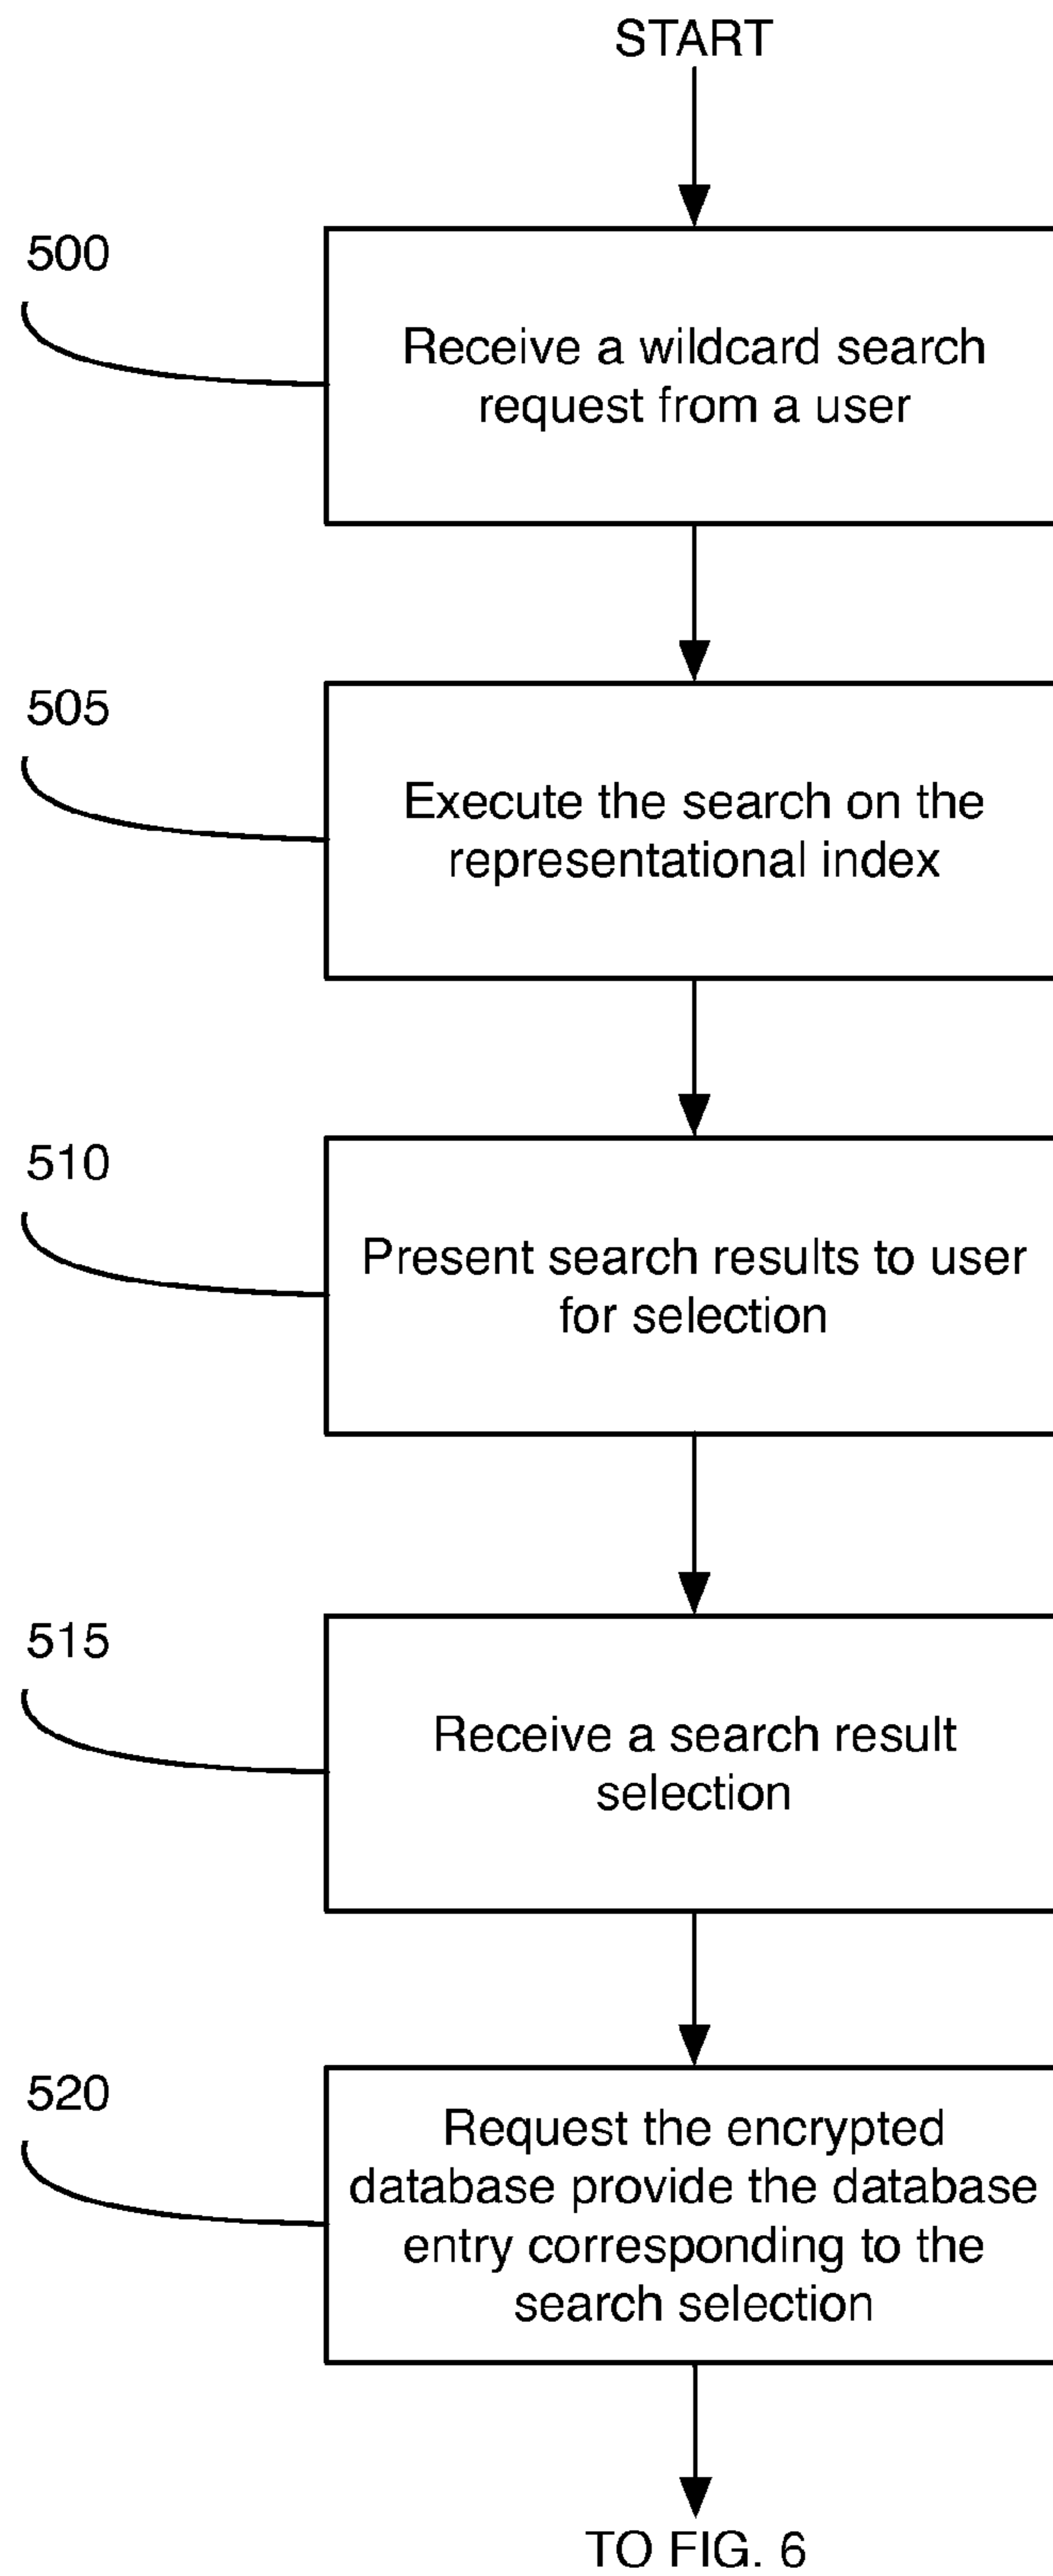 START
500
Receive a wildcard search
request from a user
505
Execute the search on the
representational index
510
Present search results to user
for selection
515
Receive a search result
selection
520
Request the encrypted
database provide the database
entry corresponding to the
search selection
TO FIG. 6